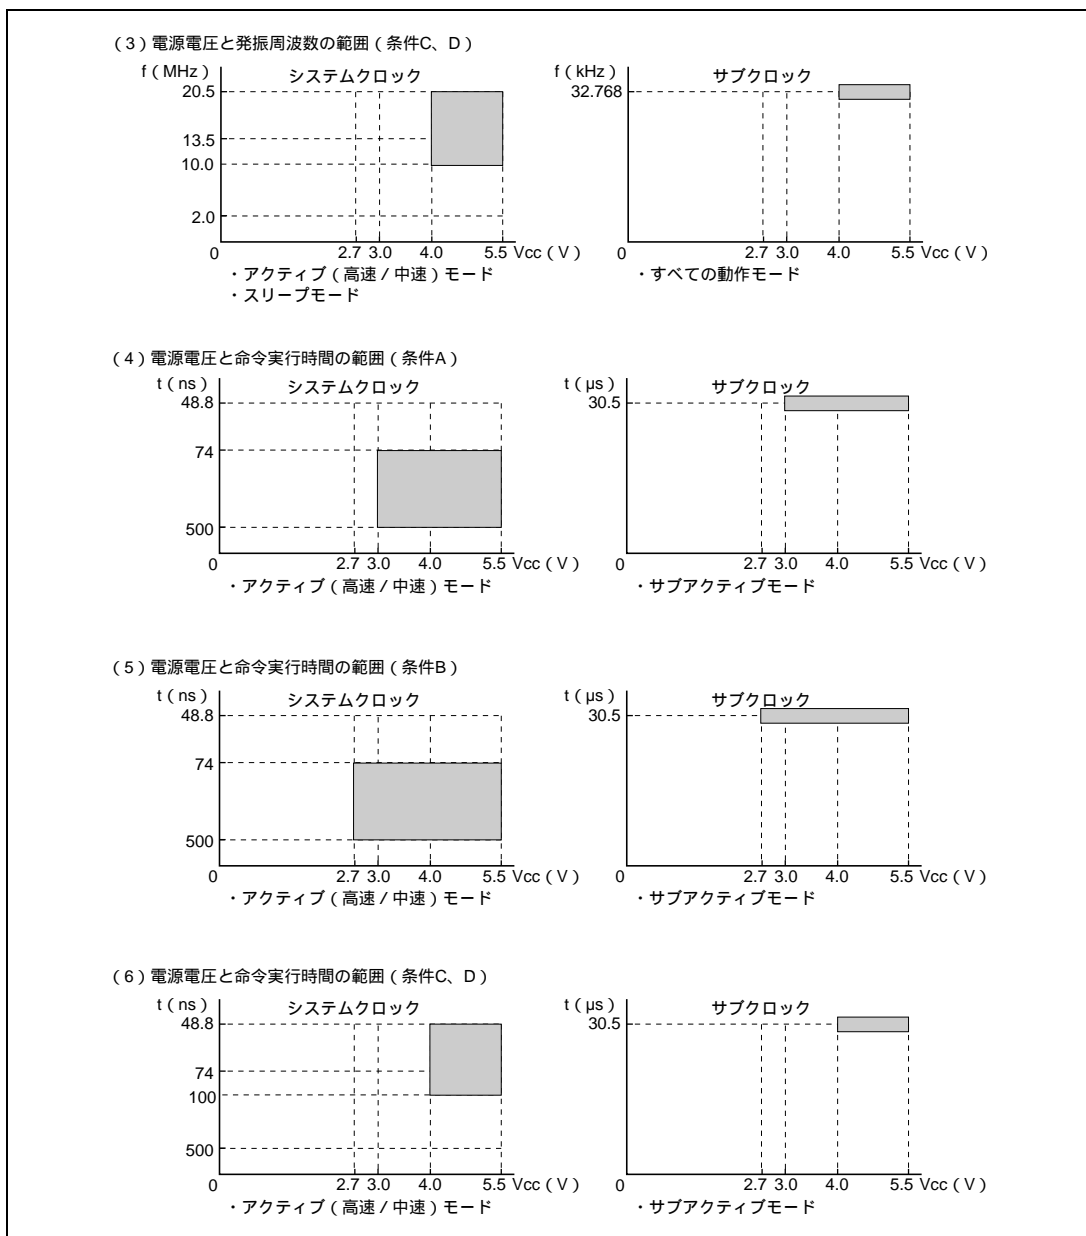 (3)電源電圧と発振周波数の範囲(条件C、D)
f(MHz) システムクロック
20.5
13.5
10.0
2.0
0 2.7 3.0 4.0 5.5 Vcc(V)
・アクティブ(高速/中速)モード
・スリープモード
f(kHz) サブクロック
32.768
0 2.7 3.0 4.0 5.5 Vcc(V)
・すべての動作モード
(4)電源電圧と命令実行時間の範囲(条件A)
t(ns) システムクロック
48.8
74
500
0 2.7 3.0 4.0 5.5 Vcc(V)
・アクティブ(高速/中速)モード
t(μs) サブクロック
30.5
0 2.7 3.0 4.0 5.5 Vcc(V)
・サブアクティブモード
(5)電源電圧と命令実行時間の範囲(条件B)
t(ns) システムクロック
48.8
74
500
0 2.7 3.0 4.0 5.5 Vcc(V)
・アクティブ(高速/中速)モード
t(μs) サブクロック
30.5
0 2.7 3.0 4.0 5.5 Vcc(V)
・サブアクティブモード
(6)電源電圧と命令実行時間の範囲(条件C、D)
t(ns) システムクロック
48.8
74
100
500
0 2.7 3.0 4.0 5.5 Vcc(V)
・アクティブ(高速/中速)モード
t(μs) サブクロック
30.5
0 2.7 3.0 4.0 5.5 Vcc(V)
・サブアクティブモード